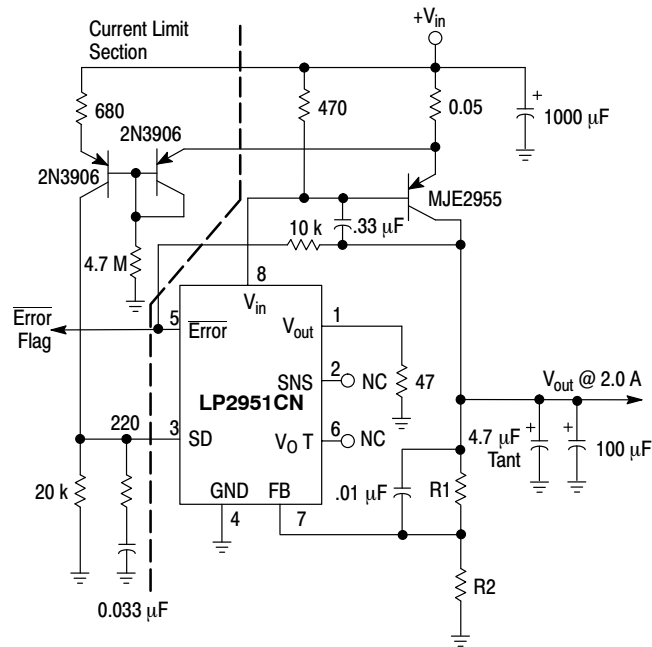 Current Limit
Section
+Vin
680
470
0.05
1000 μF
+
2N3906
2N3906
MJE2955
10 k
.33 μF
4.7 M
8
Vin
Error
Flag
5
Error
Vout
1
SNS
2
NC
47
LP2951CN
Vout @ 2.0 A
220
3
SD
VO T
6
NC
4.7 μF
Tant
+
+
100 μF
20 k
GND
FB
.01 μF
R1
4
7
R2
0.033 μF